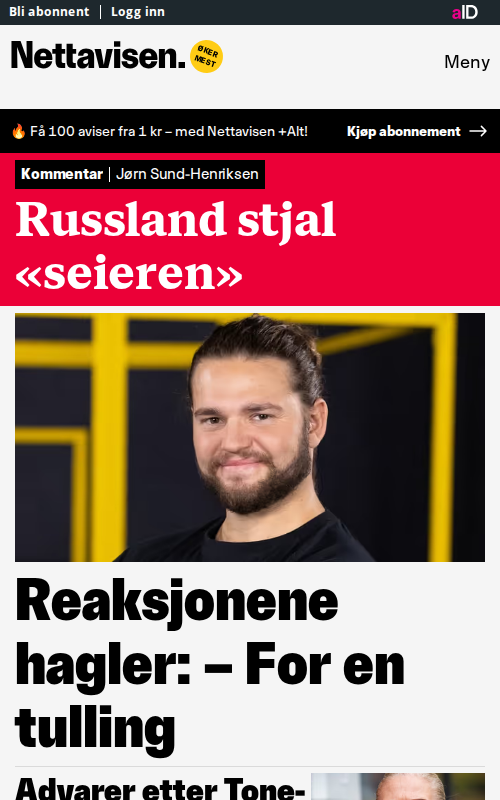 Bli abonnent
Logg inn
aID
Nettavisen.
ØKER
MEST
Meny
🔥 Få 100 aviser fra 1 kr – med Nettavisen +Alt!
Kjøp abonnement →
Kommentar | Jørn Sund-Henriksen
Russland stjal
«seieren»
Reaksjonene
hagler: – For en
tulling
Advarer etter Tone-